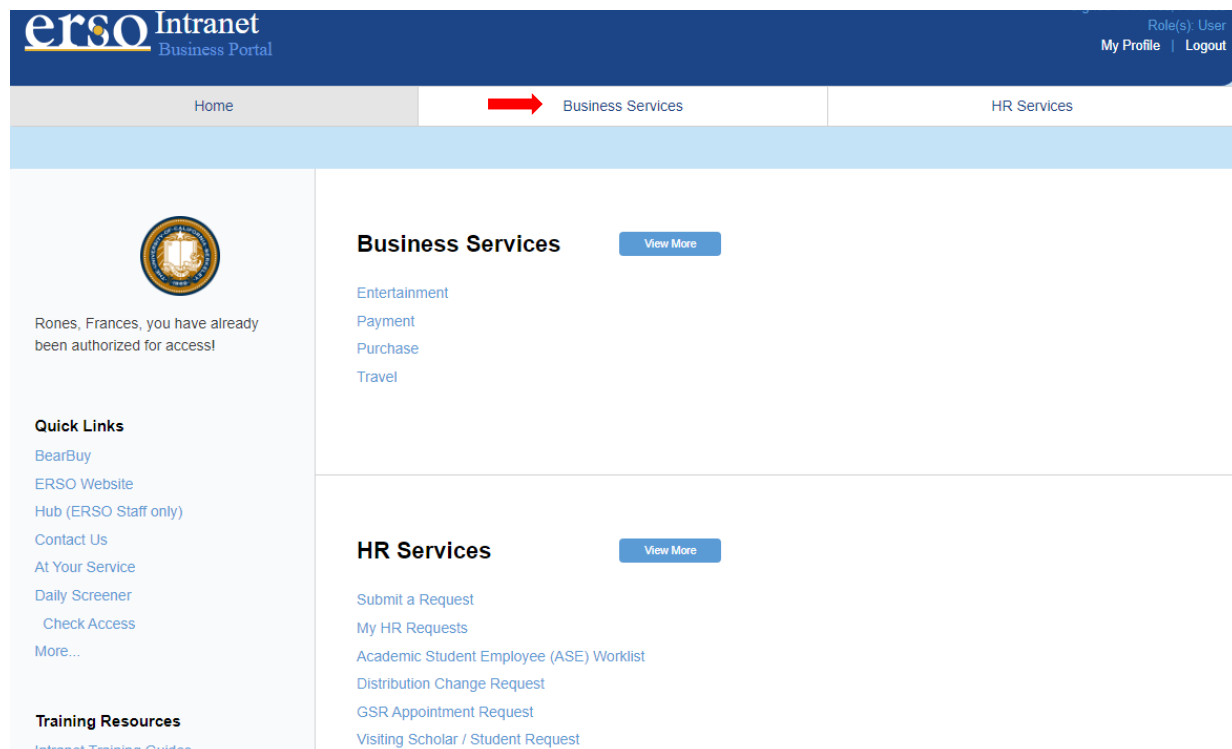 erso Intranet
Business Portal
Role(s): User
My Profile | Logout
Home
Business Services
HR Services
Rones, Frances, you have already
been authorized for access!
Quick Links
BearBuy
ERSO Website
Hub (ERSO Staff only)
Contact Us
At Your Service
Daily Screener
Check Access
More...
Training Resources
Intranet Training Guides
Business Services
View More
Entertainment
Payment
Purchase
Travel
HR Services
View More
Submit a Request
My HR Requests
Academic Student Employee (ASE) Worklist
Distribution Change Request
GSR Appointment Request
Visiting Scholar / Student Request